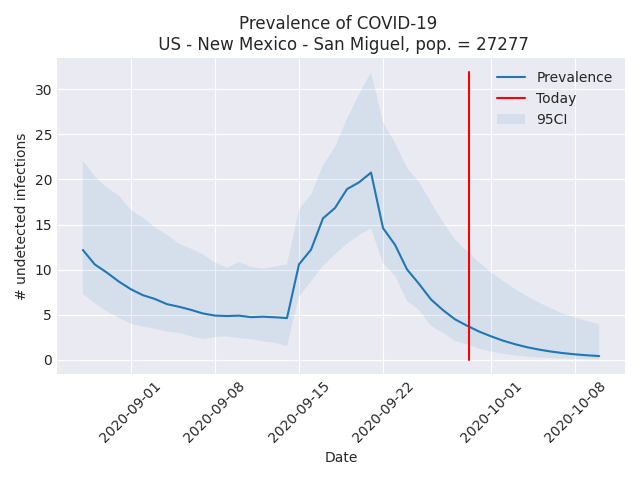 Prevalence of COVID-19
US - New Mexico - San Miguel, pop. = 27277
Prevalence
Today
95CI
30
25
20
15
10
5
0
# undetected infections
2020-09-01
2020-09-08
2020-09-15
2020-09-22
2020-10-01
2020-10-08
Date